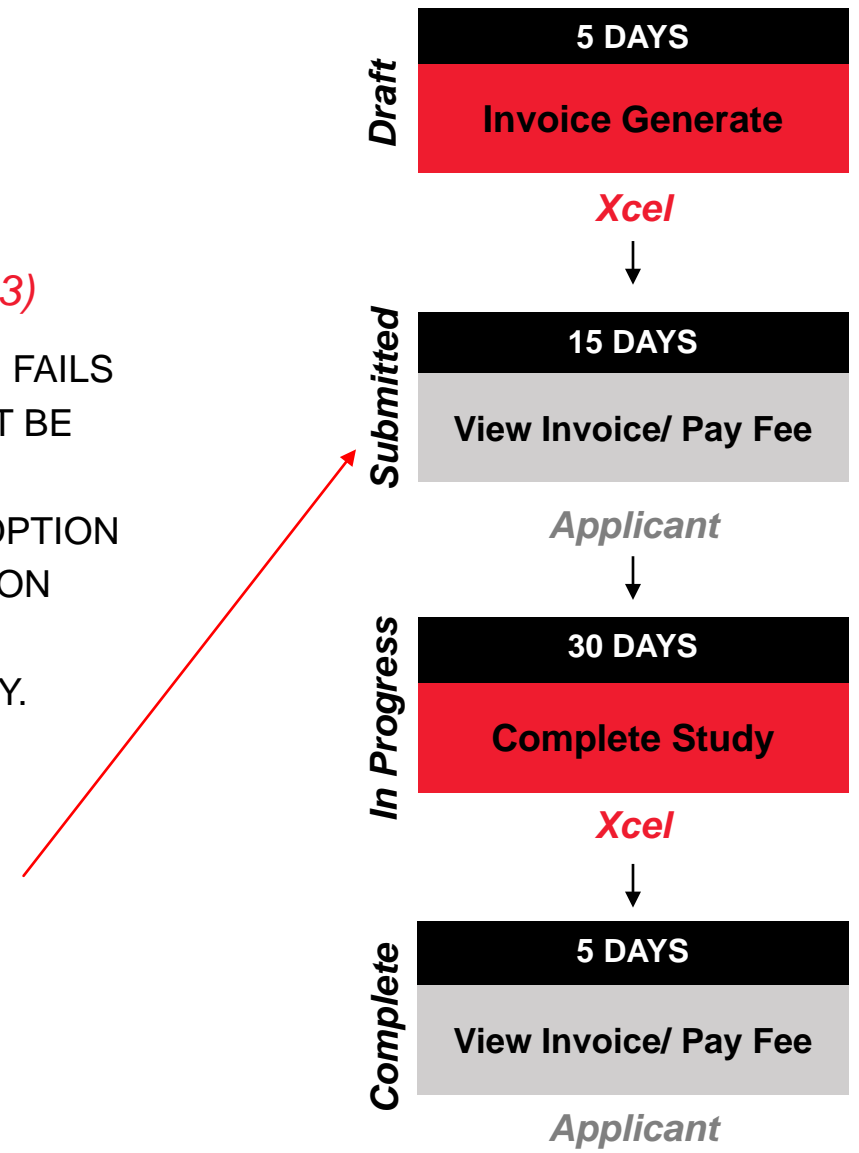 3)
FAILS
T BE
OPTION
ON
Y.
Draft
5 DAYS
Invoice Generate
Xcel
Submitted
15 DAYS
View Invoice/ Pay Fee
Applicant
In Progress
30 DAYS
Complete Study
Xcel
Complete
5 DAYS
View Invoice/ Pay Fee
Applicant